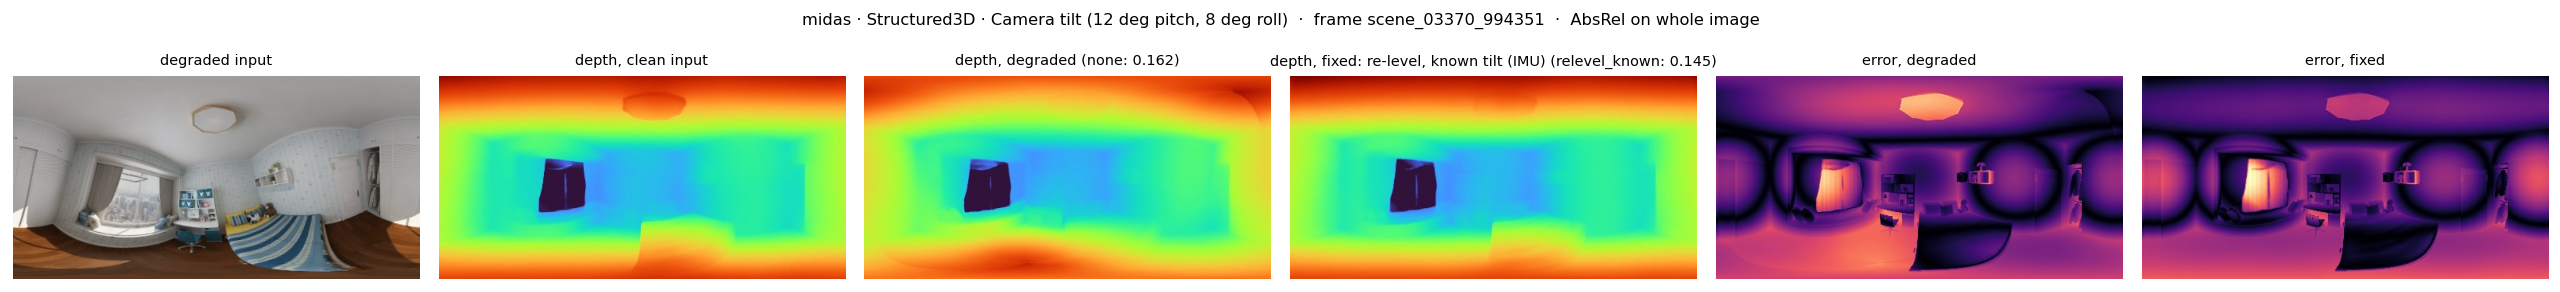 midas · Structured3D · Camera tilt (12 deg pitch, 8 deg roll) · frame scene_03370_994351 · AbsRel on whole image
degraded input
depth, clean input
depth, degraded (none: 0.162)
depth, fixed: re-level, known tilt (IMU) (relevel_known: 0.145)
error, degraded
error, fixed